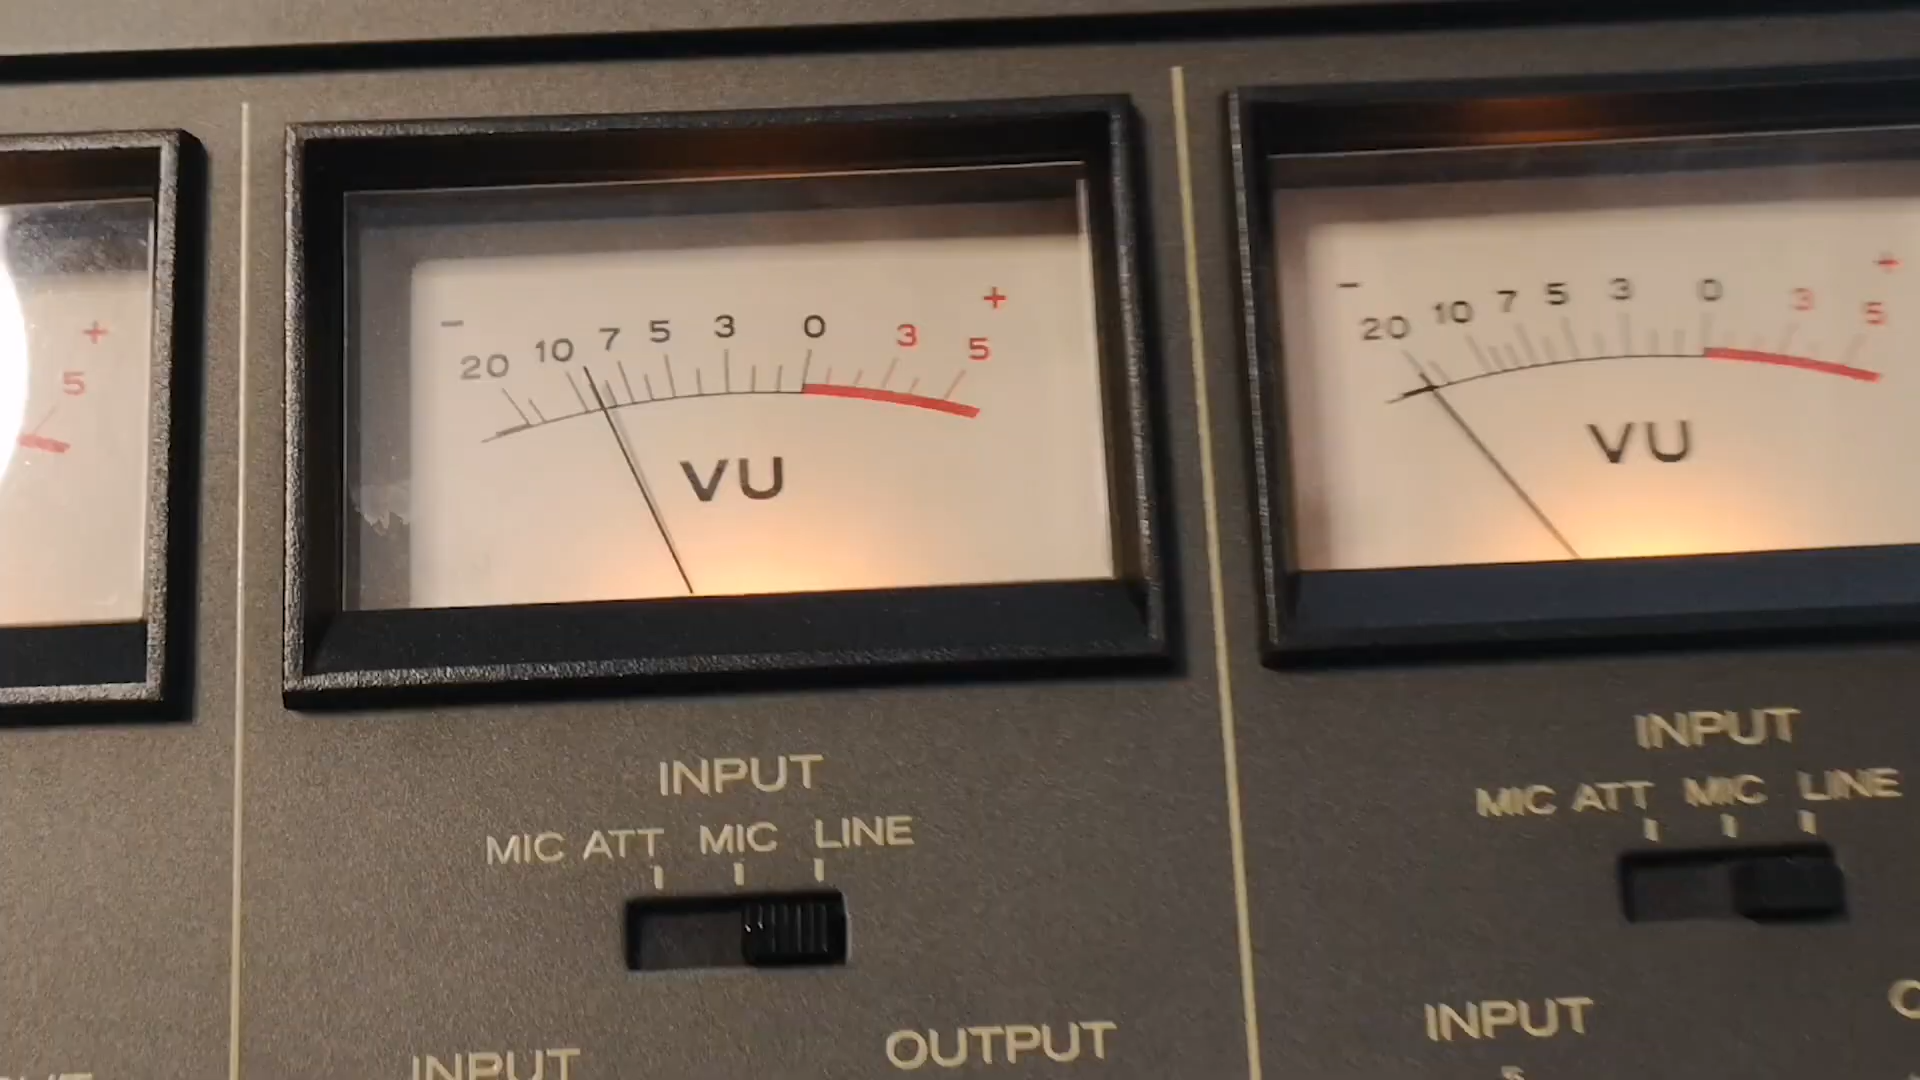 +
5
- 20 10 7 5 3 0 3 5 +
VU
INPUT
MIC ATT MIC LINE
INPUT OUTPUT
- 20 10 7 5 3 0 3 5 +
VU
INPUT
MIC ATT MIC LINE
INPUT